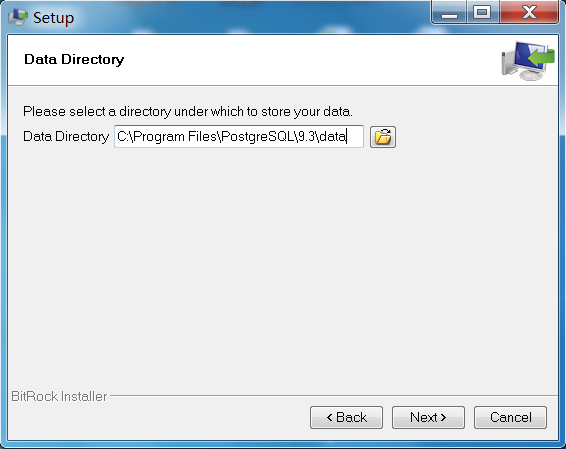 Setup
Data Directory
Please select a directory under which to store your data.
Data Directory C:\Program Files\PostgreSQL\9.3\data
BitRock Installer
< Back Next > Cancel